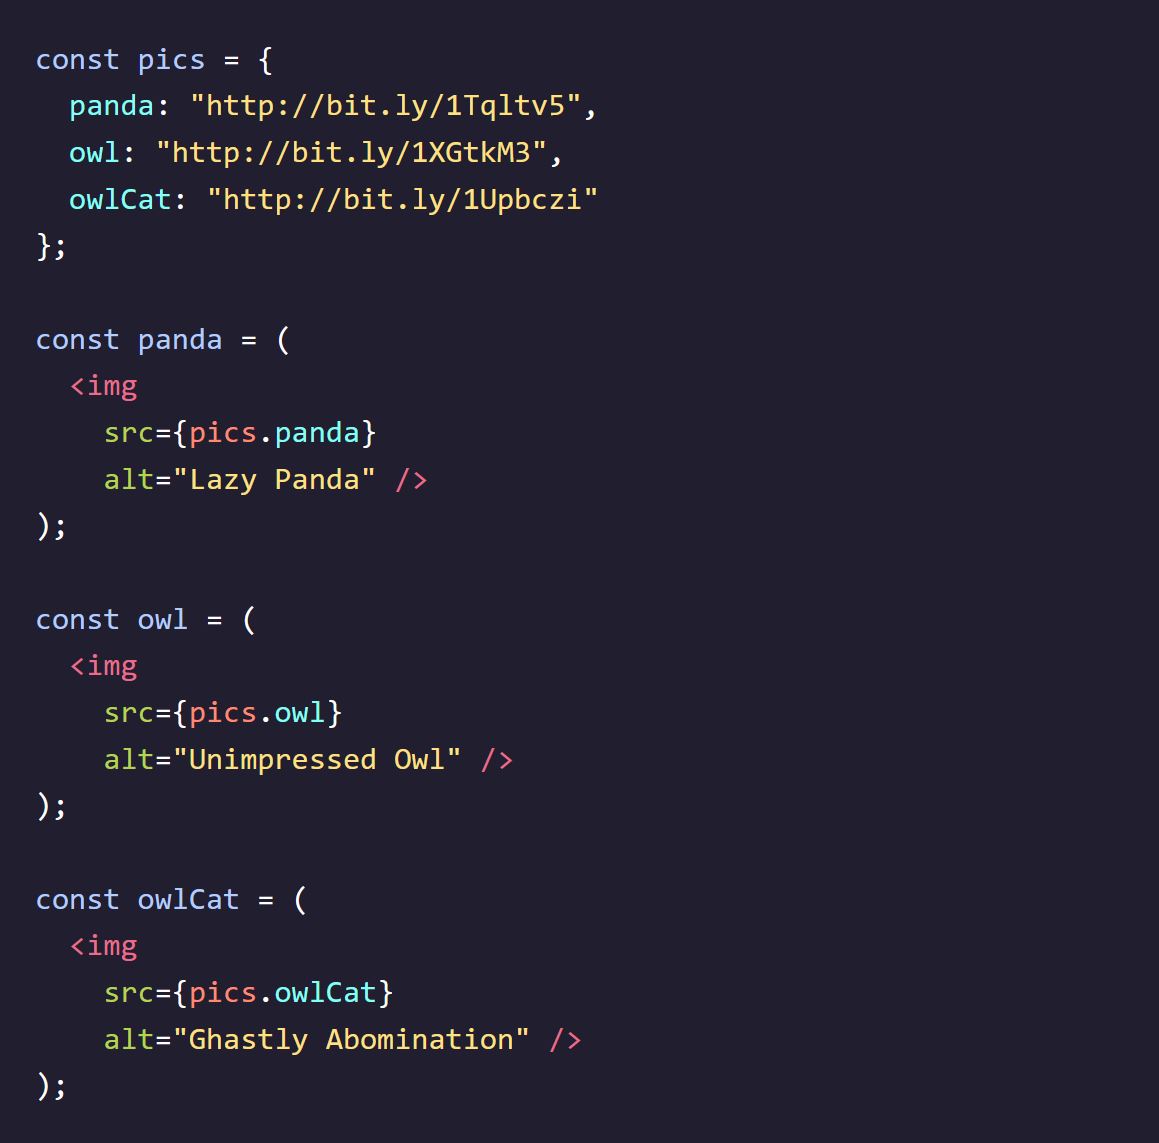 const pics = {
  panda: "http://bit.ly/1Tqltv5",
  owl: "http://bit.ly/1XGtkM3",
  owlCat: "http://bit.ly/1Upbczi"
};

const panda = (
  <img
    src={pics.panda}
    alt="Lazy Panda" />
);

const owl = (
  <img
    src={pics.owl}
    alt="Unimpressed Owl" />
);

const owlCat = (
  <img
    src={pics.owlCat}
    alt="Ghastly Abomination" />
);